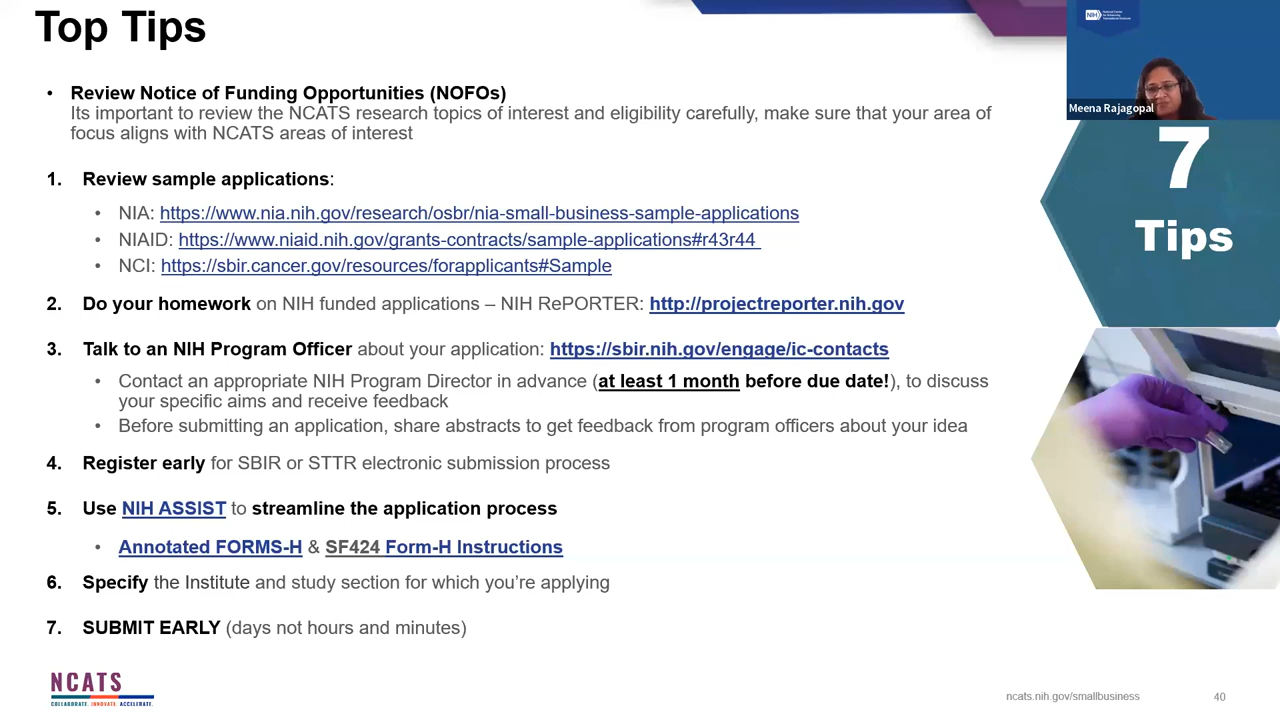 Top Tips
• Review Notice of Funding Opportunities (NOFOs)
Its important to review the NCATS research topics of interest and eligibility carefully, make sure that your area of
focus aligns with NCATS areas of interest
1. Review sample applications:
• NIA: https://www.nia.nih.gov/research/osbr/nia-small-business-sample-applications
• NIAID: https://www.niaid.nih.gov/grants-contracts/sample-applications#r43r44
• NCI: https://sbir.cancer.gov/resources/forapplicants#Sample
2. Do your homework on NIH funded applications – NIH RePORTER: http://projectreporter.nih.gov
3. Talk to an NIH Program Officer about your application: https://sbir.nih.gov/engage/ic-contacts
• Contact an appropriate NIH Program Director in advance (at least 1 month before due date!), to discuss
your specific aims and receive feedback
• Before submitting an application, share abstracts to get feedback from program officers about your idea
4. Register early for SBIR or STTR electronic submission process
5. Use NIH ASSIST to streamline the application process
• Annotated FORMS-H & SF424 Form-H Instructions
6. Specify the Institute and study section for which you’re applying
7. SUBMIT EARLY (days not hours and minutes)
NIH
Meena Rajagopal
7
Tips
NCATS
COLLABORATE. INNOVATE. ACCELERATE.
ncats.nih.gov/smallbusiness
40